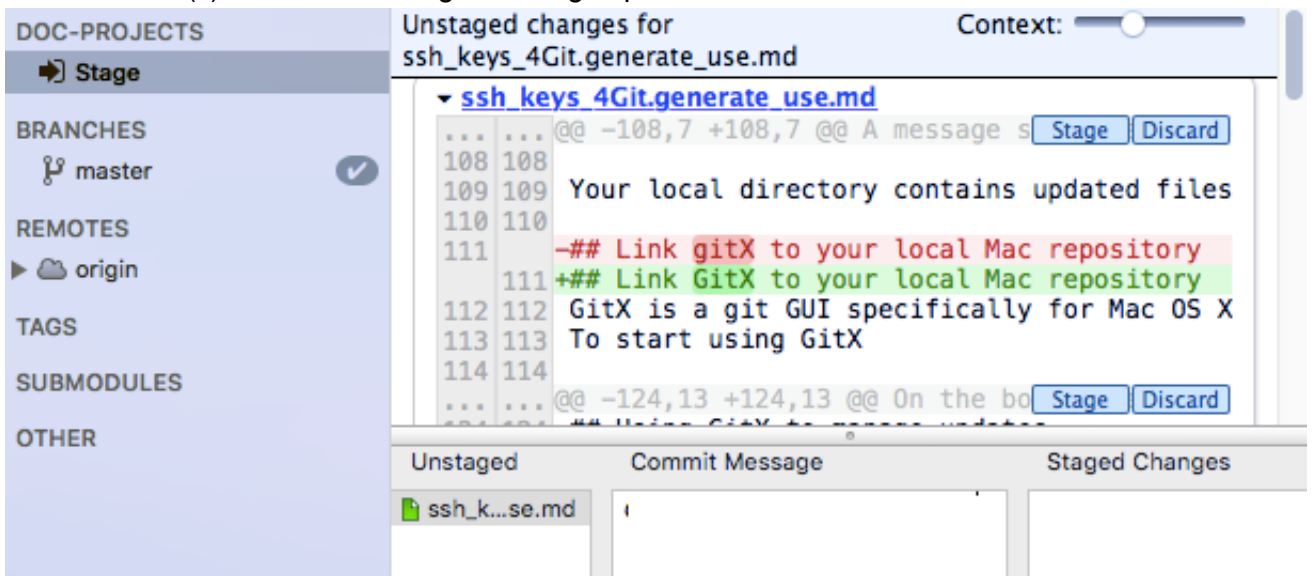 DOC-PROJECTS
Stage
BRANCHES
master
REMOTES
origin
TAGS
SUBMODULES
OTHER
Unstaged changes for
ssh_keys_4Git.generate_use.md
Context:
ssh_keys_4Git.generate_use.md
... ... @@ -108,7 +108,7 @@ A message s Stage Discard
108 108
109 109 Your local directory contains updated files
110 110
111 -## Link gitX to your local Mac repository
111 +## Link GitX to your local Mac repository
112 112 GitX is a git GUI specifically for Mac OS X
113 113 To start using GitX
114 114
... ... @@ -124,13 +124,13 @@ On the bo Stage Discard
Unstaged
Commit Message
Staged Changes
ssh_k...se.md